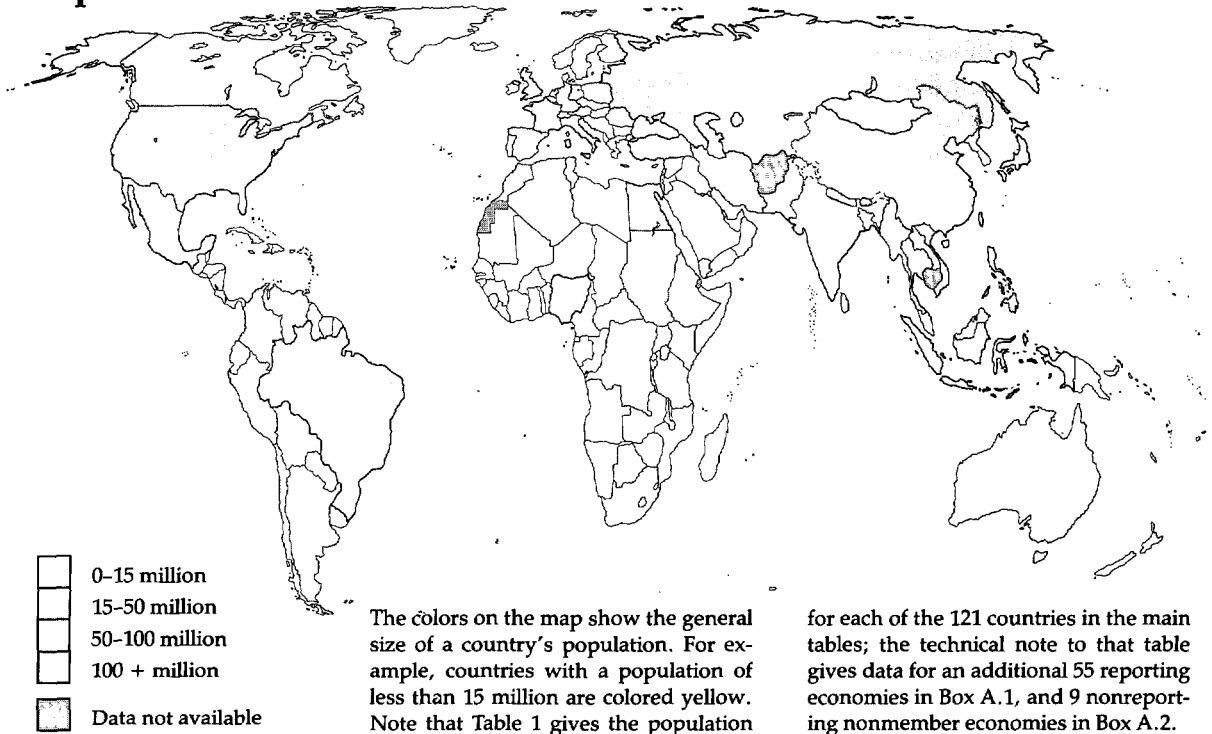 0–15 million
15–50 million
50–100 million
100 + million
Data not available
The colors on the map show the general
size of a country's population. For ex-
ample, countries with a population of
less than 15 million are colored yellow.
Note that Table 1 gives the population
for each of the 121 countries in the main
tables; the technical note to that table
gives data for an additional 55 reporting
economies in Box A.1, and 9 nonreport-
ing nonmember economies in Box A.2.